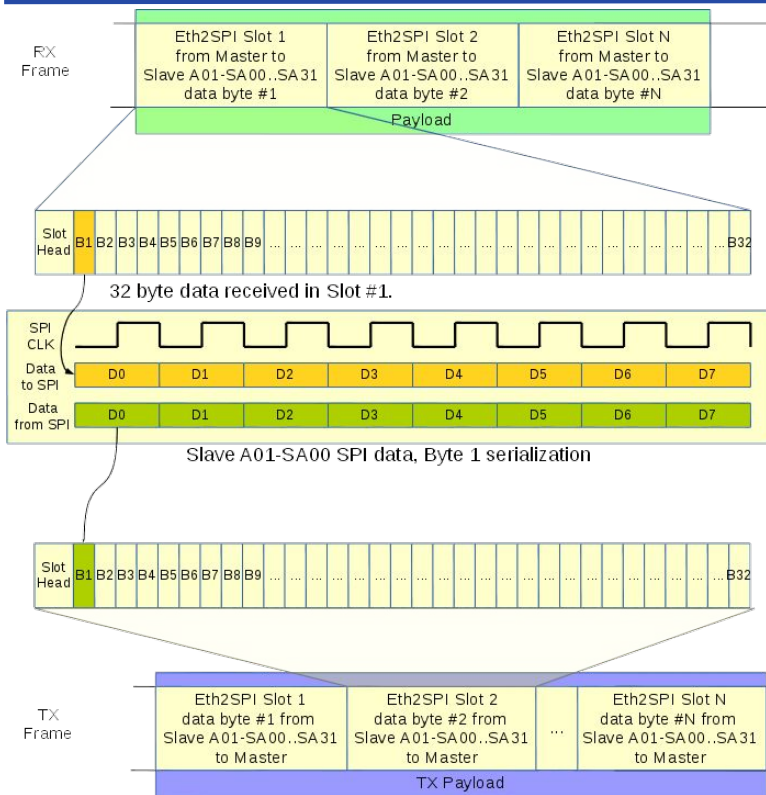 RX
Frame
Eth2SPI Slot 1
from Master to
Slave A01-SA00..SA31
data byte #1
Eth2SPI Slot 2
from Master to
Slave A01-SA00..SA31
data byte #2
Eth2SPI Slot N
from Master to
Slave A01-SA00..SA31
data byte #N
Payload
Slot
Head
B1 B2 B3 B4 B5 B6 B7 B8 B9 ... ... ... ... ... ... ... ... ... ... ... ... ... ... ... ... ... ... ... ... ... ... B32
32 byte data received in Slot #1.
SPI
CLK
Data
to SPI
D0 D1 D2 D3 D4 D5 D6 D7
Data
from SPI
D0 D1 D2 D3 D4 D5 D6 D7
Slave A01-SA00 SPI data, Byte 1 serialization
Slot
Head
B1 B2 B3 B4 B5 B6 B7 B8 B9 ... ... ... ... ... ... ... ... ... ... ... ... ... ... ... ... ... ... ... ... ... ... B32
TX
Frame
Eth2SPI Slot 1
data byte #1 from
Slave A01-SA00..SA31
to Master
Eth2SPI Slot 2
data byte #2 from
Slave A01-SA00..SA31
to Master
...
Eth2SPI Slot N
data byte #N from
Slave A01-SA00..SA31
to Master
TX Payload